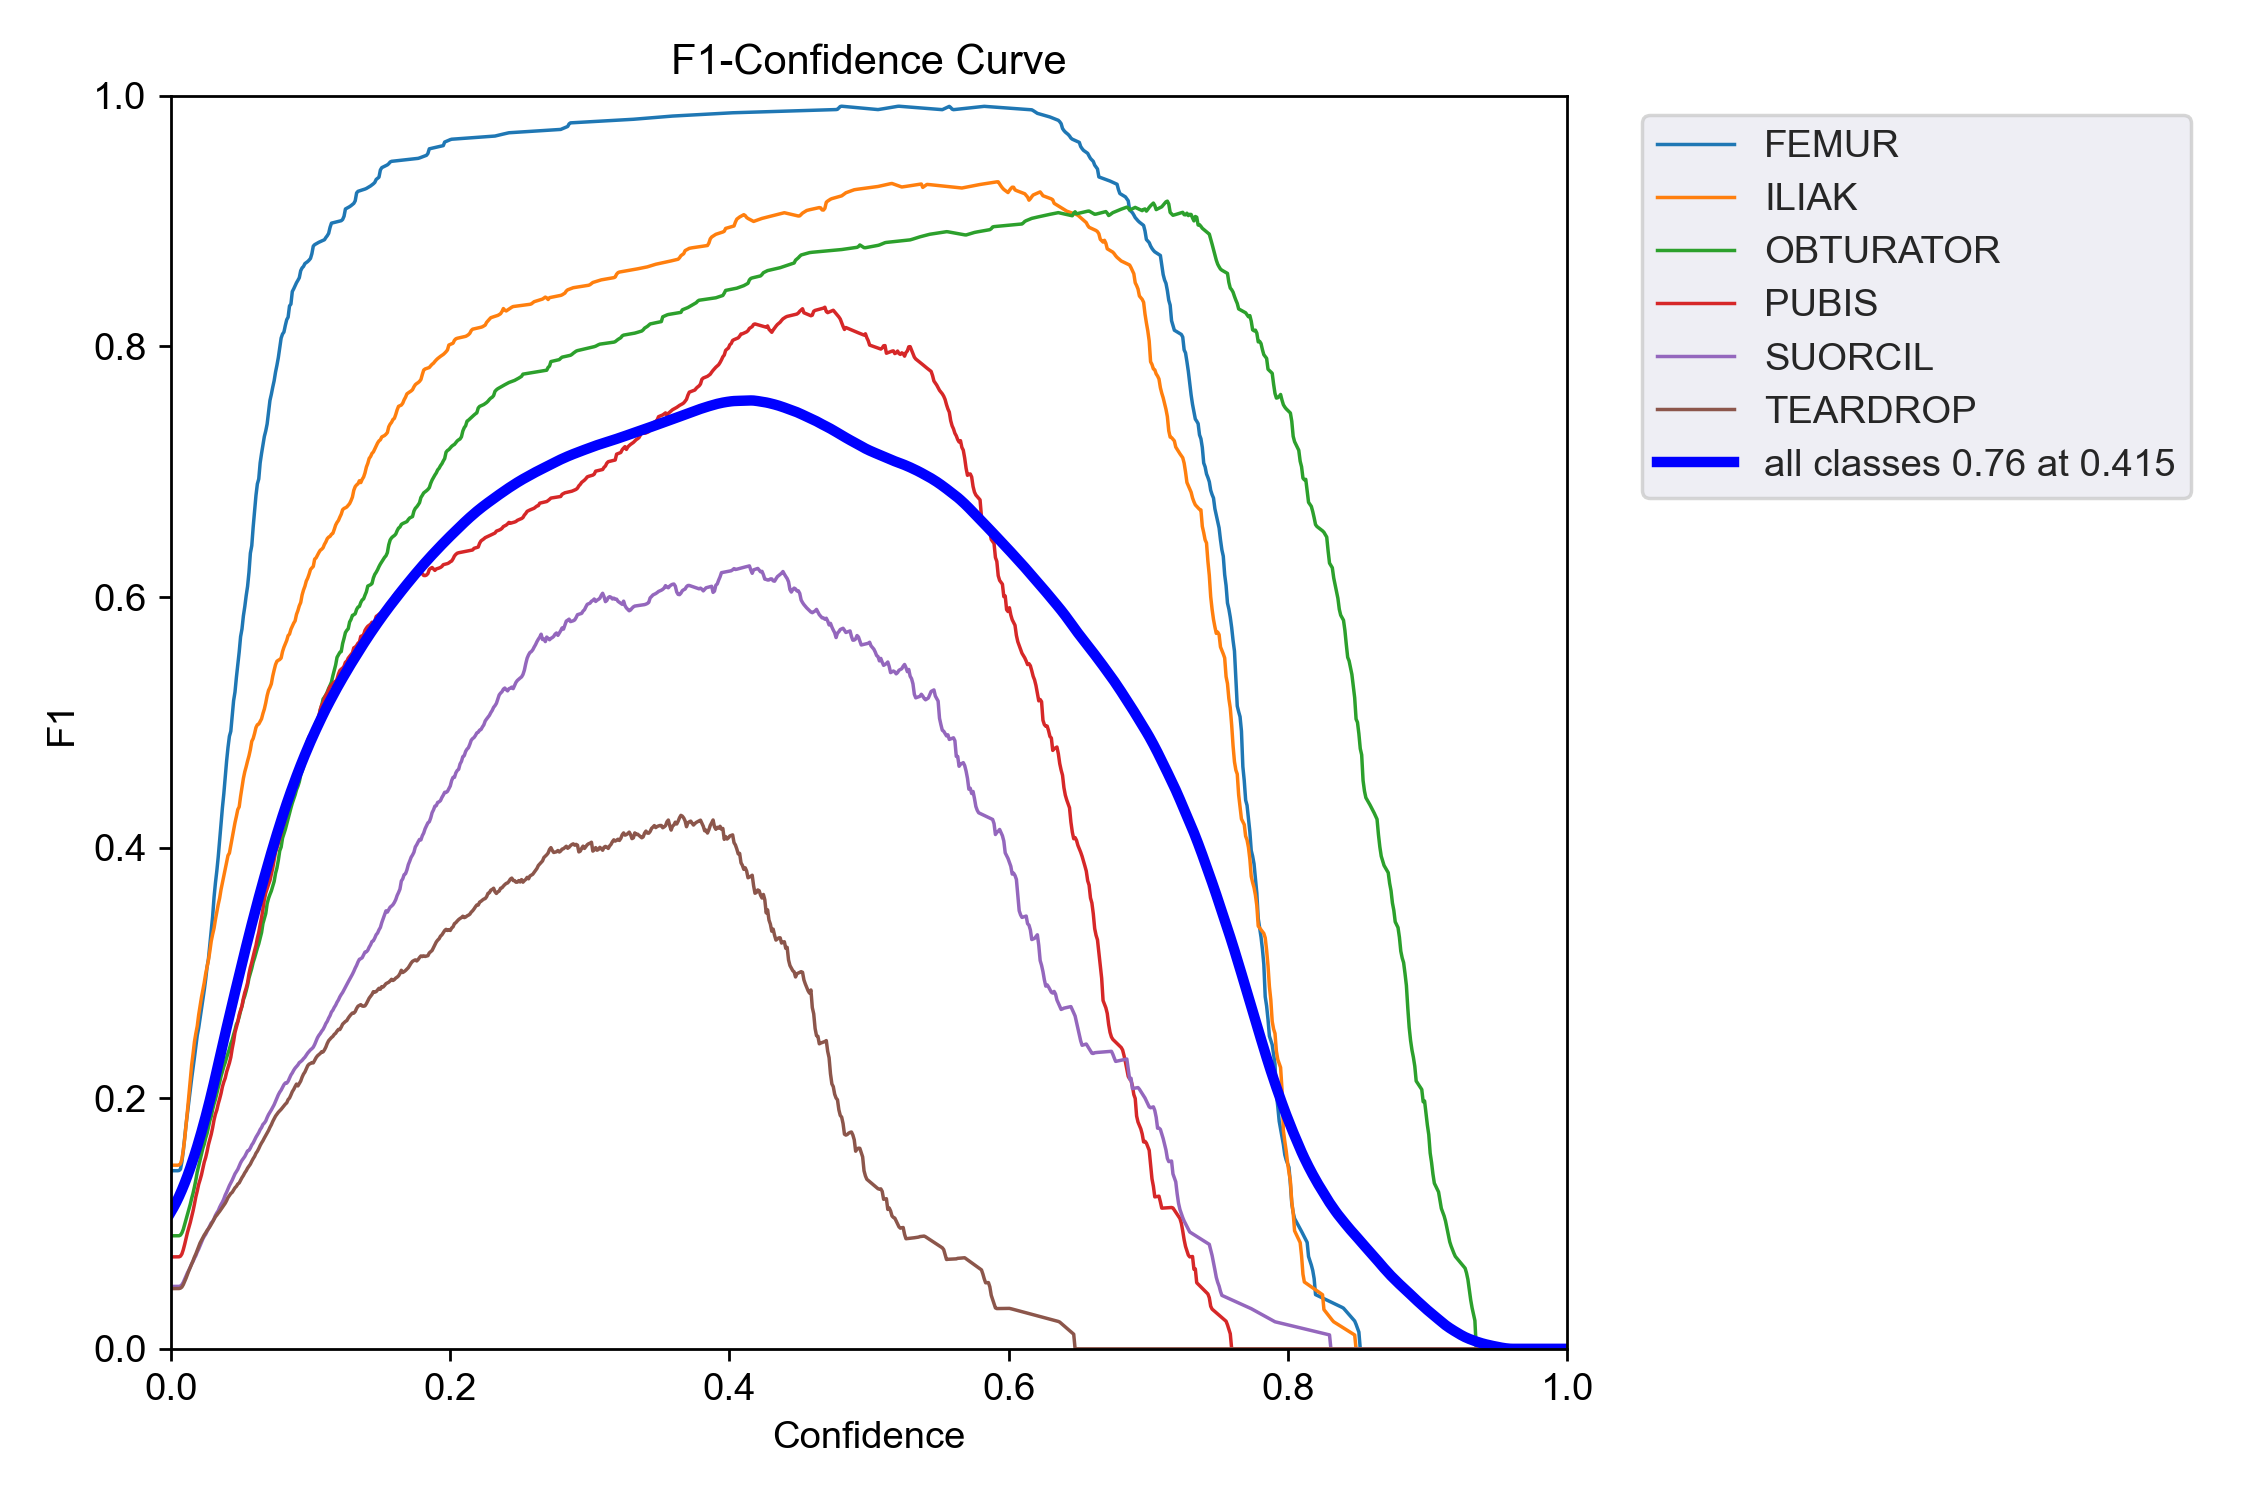 F1-Confidence Curve
1.0
0.8
0.6
0.4
0.2
0.0
F1
0.0 0.2 0.4 0.6 0.8 1.0
Confidence
FEMUR
ILIAK
OBTURATOR
PUBIS
SUORCIL
TEARDROP
all classes 0.76 at 0.415